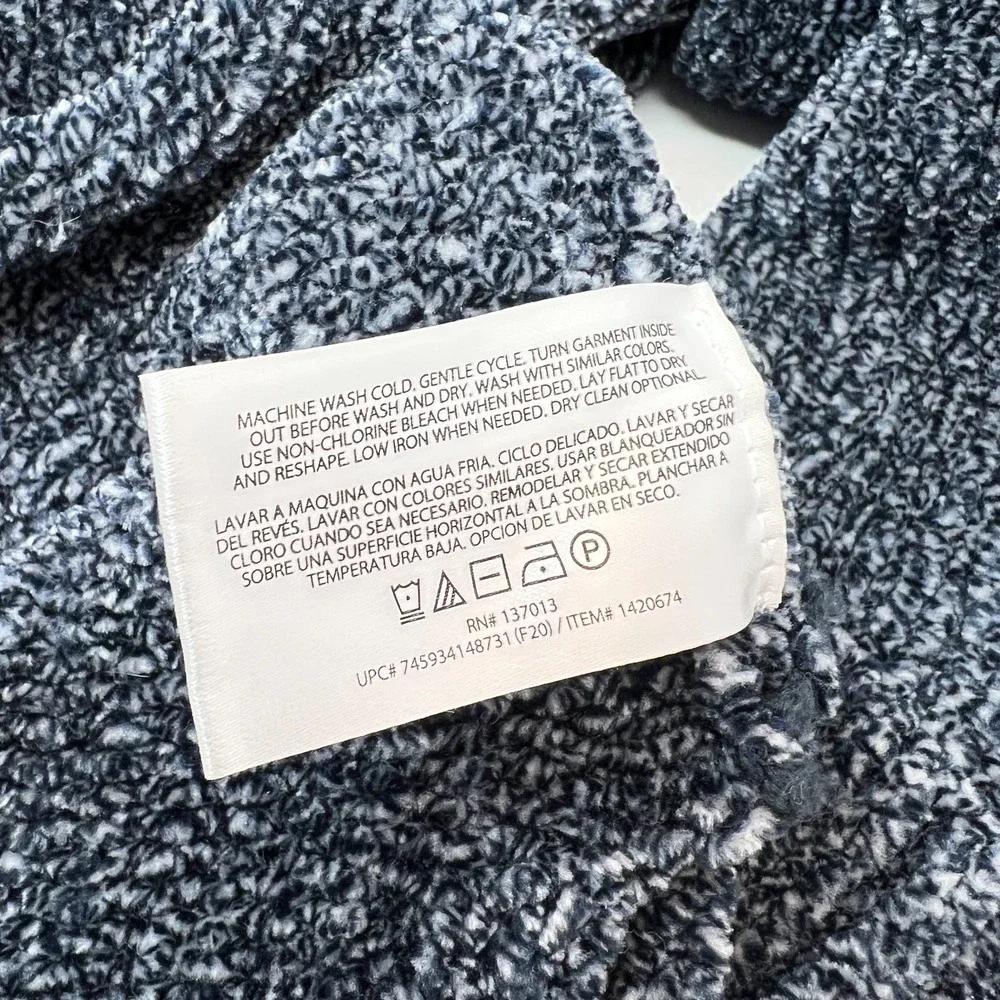 MACHINE WASH COLD. GENTLE CYCLE. TURN GARMENT INSIDE
OUT BEFORE WASH AND DRY. WASH WITH SIMILAR COLORS.
USE NON-CHLORINE BLEACH WHEN NEEDED. LAY FLAT TO DRY
AND RESHAPE. LOW IRON WHEN NEEDED. DRY CLEAN OPTIONAL.
LAVAR A MAQUINA CON AGUA FRIA. CICLO DELICADO. LAVAR Y SECAR
DEL REVÉS. LAVAR CON COLORES SIMILARES. USAR BLANQUEADOR SIN
CLORO CUANDO SEA NECESARIO. REMODELAR Y SECAR EXTENDIDO
SOBRE UNA SUPERFICIE HORIZONTAL A LA SOMBRA. PLANCHAR A
TEMPERATURA BAJA. OPCION DE LAVAR EN SECO.
P
RN# 137013
UPC# 745934148731 (F20) / ITEM# 1420674